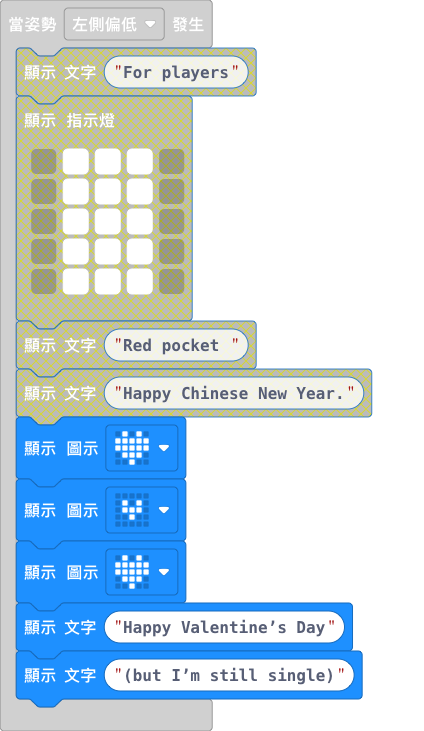 當姿勢 左側偏低 發生
顯示 文字 "For players"
顯示 指示燈
顯示 文字 "Red pocket "
顯示 文字 "Happy Chinese New Year."
顯示 圖示
顯示 圖示
顯示 圖示
顯示 文字 "Happy Valentine’s Day"
顯示 文字 "(but I’m still single)"